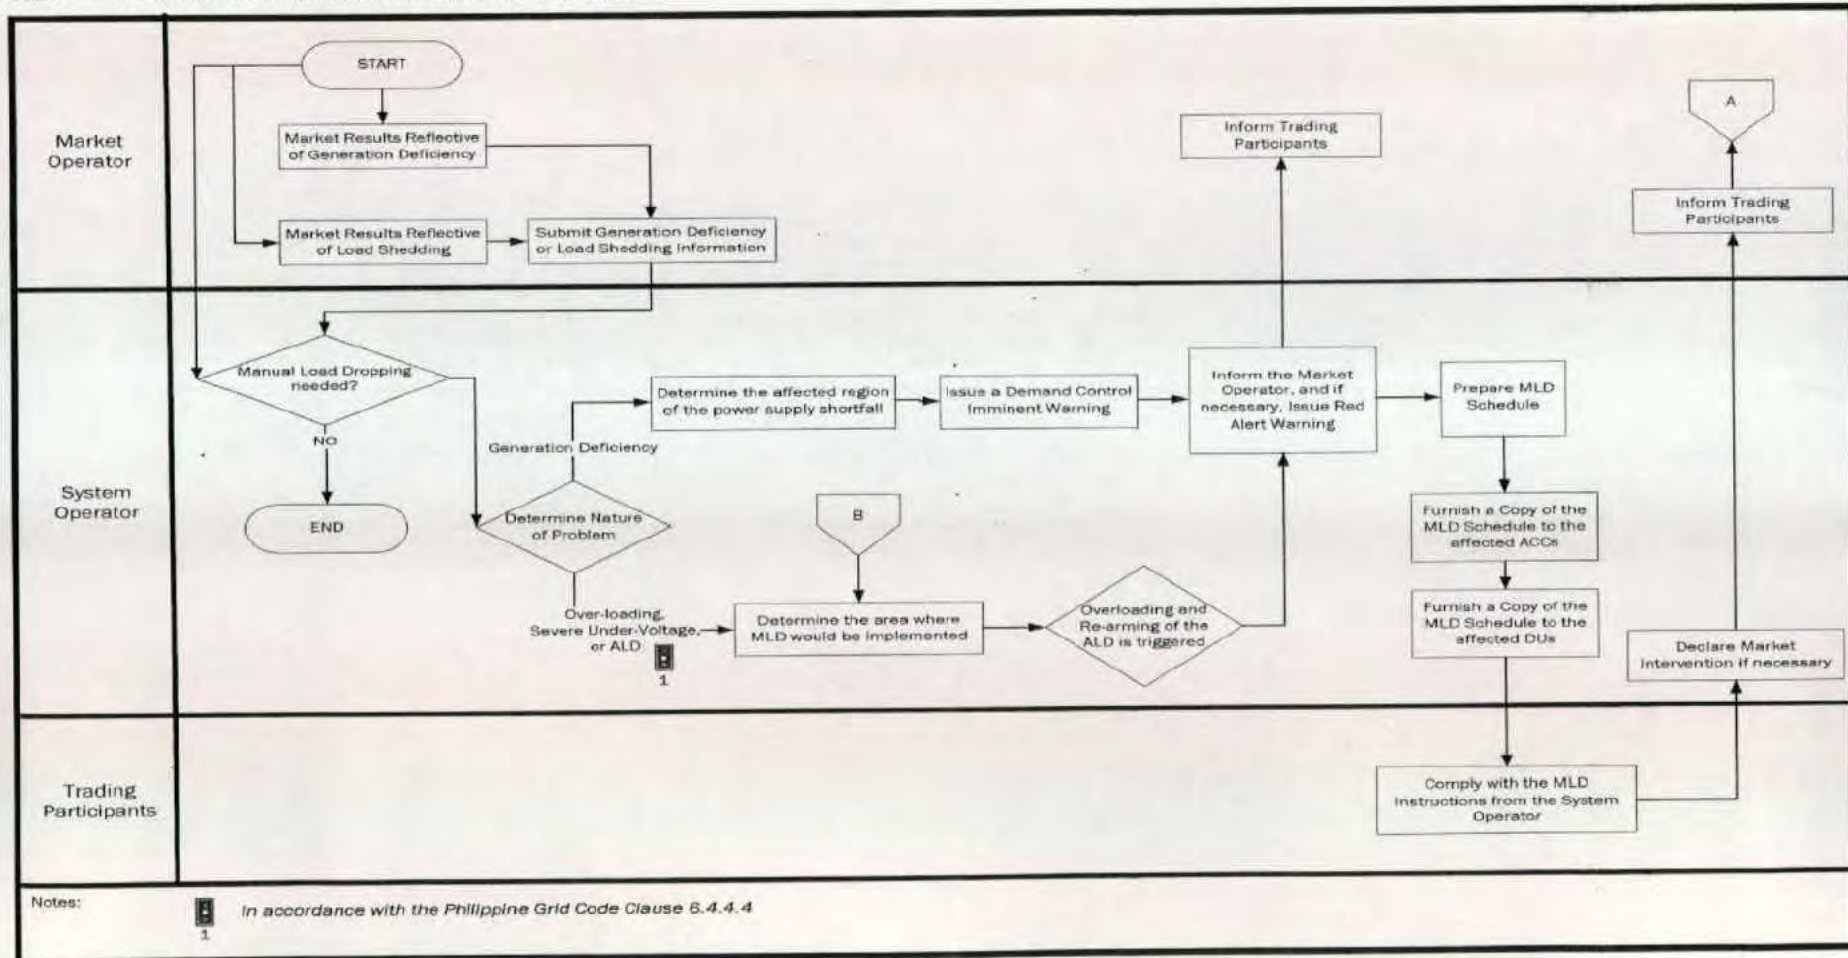 Market
Operator
START
Market Results Reflective
of Generation Deficiency
Market Results Reflective
of Load Shedding
Submit Generation Deficiency
or Load Shedding Information
Inform Trading
Participants
A
Inform Trading
Participants
System
Operator
Manual Load Dropping
needed?
NO
END
Generation Deficiency
Determine Nature
of Problem
Over-loading,
Severe Under-Voltage,
or ALD
1
Determine the affected region
of the power supply shortfall
Issue a Demand Control
Imminent Warning
B
Determine the area where
MLD would be implemented
Overloading and
Re-arming of the
ALD is triggered
Inform the Market
Operator, and if
necessary, Issue Red
Alert Warning
Prepare MLD
Schedule
Furnish a Copy of the
MLD Schedule to the
affected ACCs
Furnish a Copy of the
MLD Schedule to the
affected DUs
Declare Market
Intervention if necessary
Trading
Participants
Comply with the MLD
Instructions from the System
Operator
Notes:
1
In accordance with the Philippine Grid Code Clause 6.4.4.4